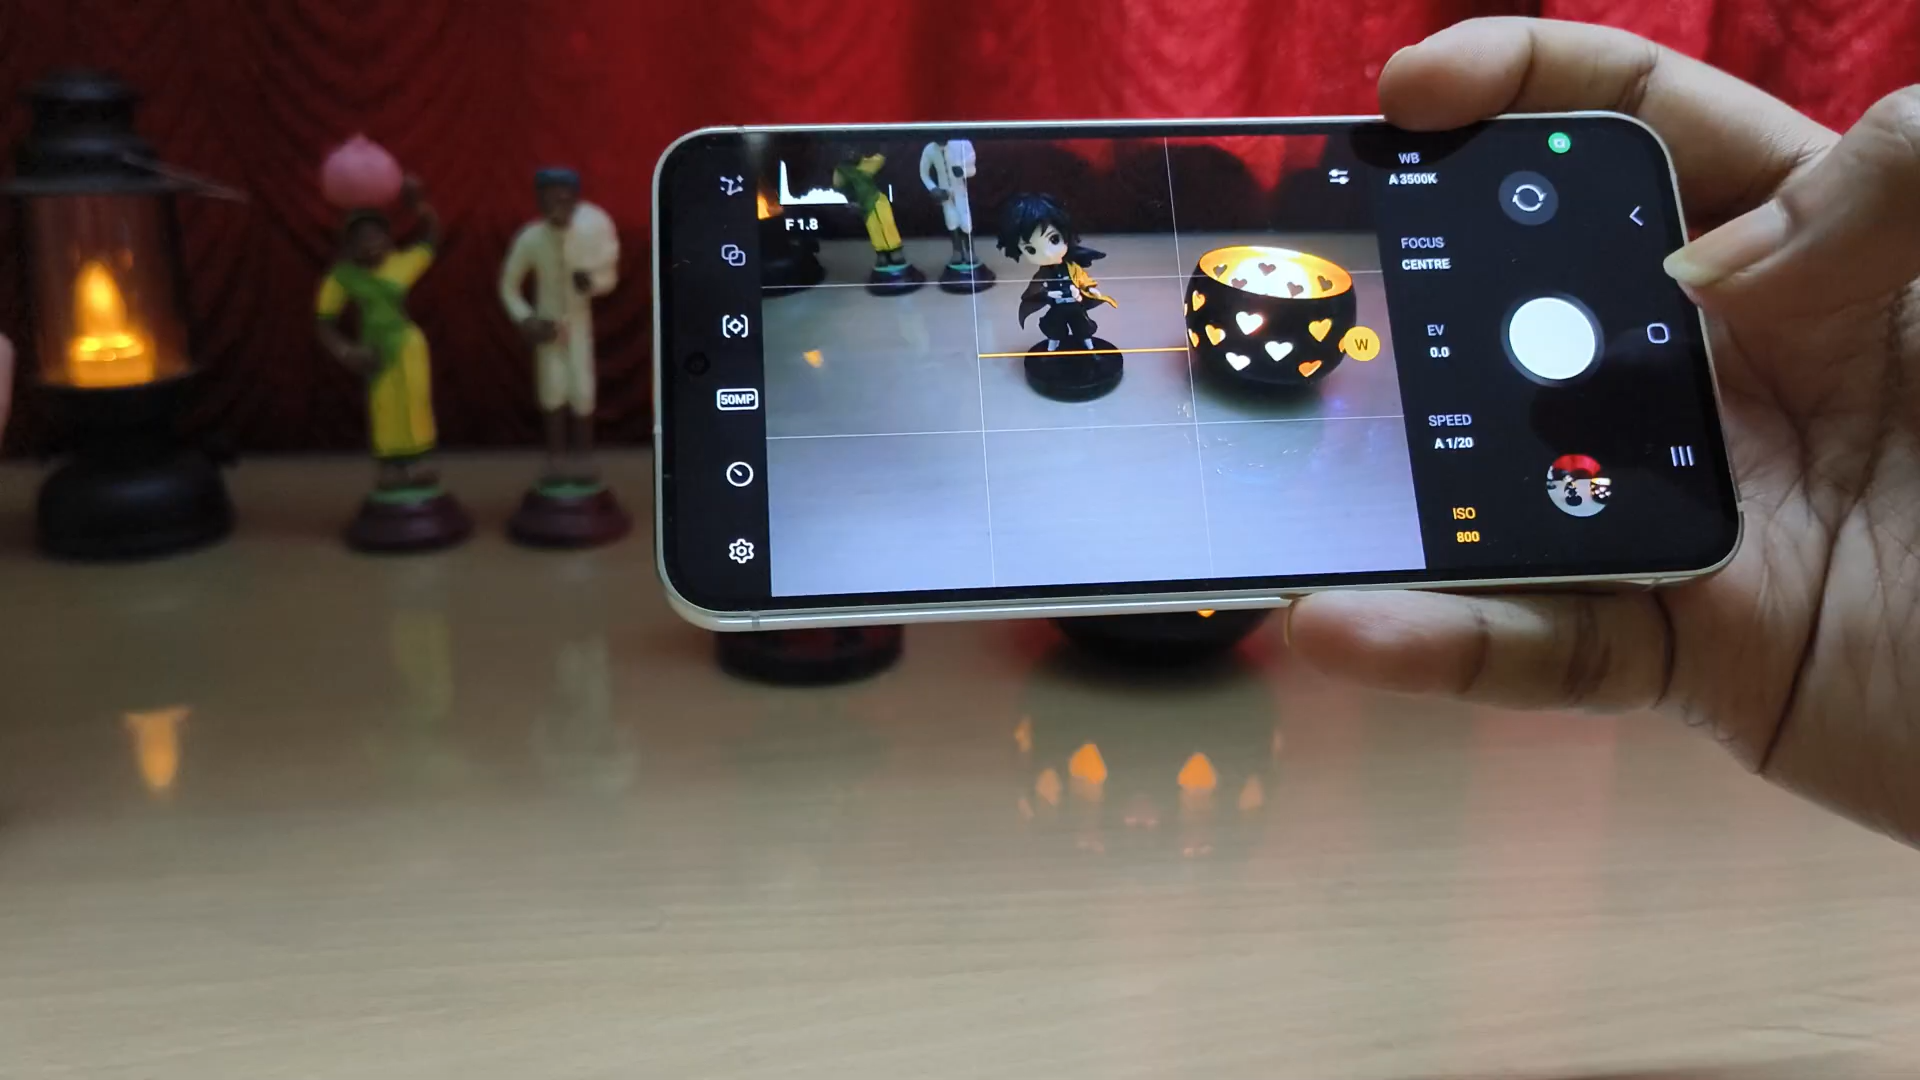 F 1.8
50MP
W
WB
A 3500K
FOCUS
CENTRE
EV
0.0
SPEED
A 1/20
ISO
800